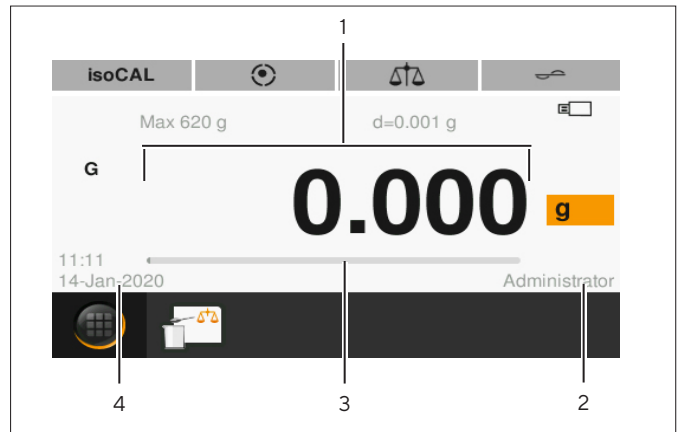 1
isoCAL
Max 620 g d=0.001 g
G
0.000 g
11:11
14-Jan-2020 Administrator
4 3 2